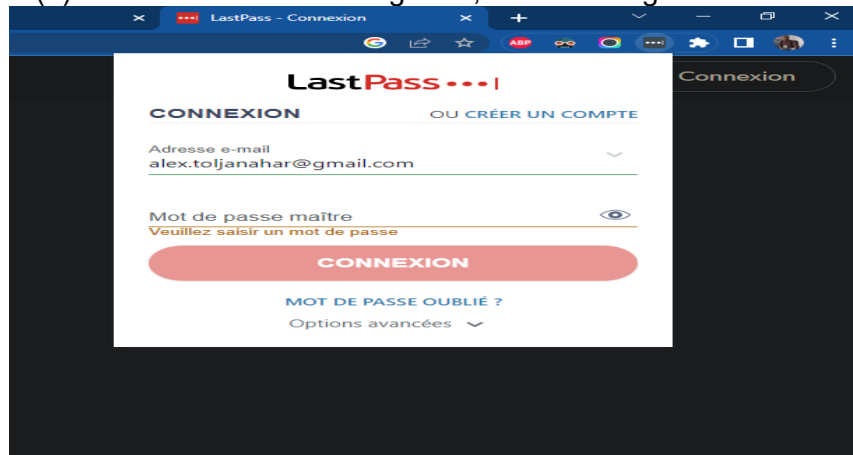 LastPass - Connexion
ABP
Connexion
LastPass
CONNEXION
OU CRÉER UN COMPTE
Adresse e-mail
alex.toljanahar@gmail.com
Mot de passe maître
Veuillez saisir un mot de passe
CONNEXION
MOT DE PASSE OUBLIÉ ?
Options avancées